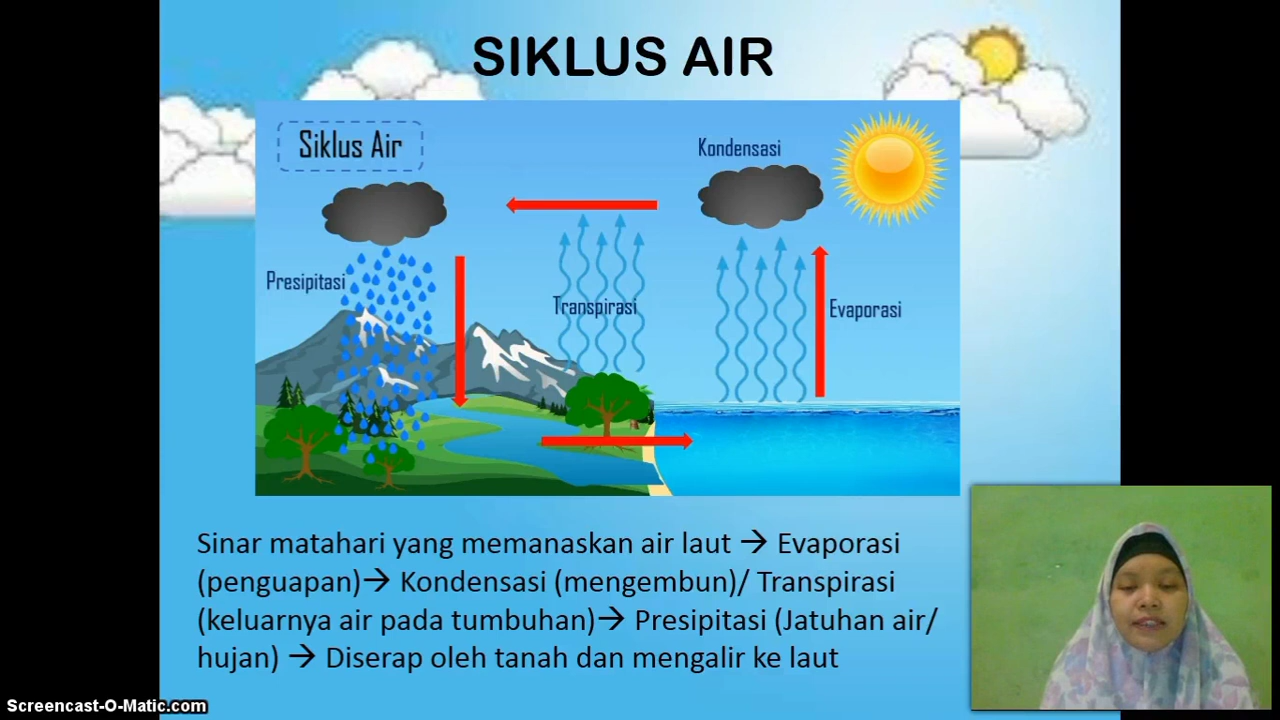 SIKLUS AIR
Siklus Air
Kondensasi
Presipitasi
Transpirasi
Evaporasi
Sinar matahari yang memanaskan air laut → Evaporasi
(penguapan)→ Kondensasi (mengembun)/ Transpirasi
(keluarnya air pada tumbuhan)→ Presipitasi (Jatuhan air/
hujan) → Diserap oleh tanah dan mengalir ke laut
Screencast-O-Matic.com